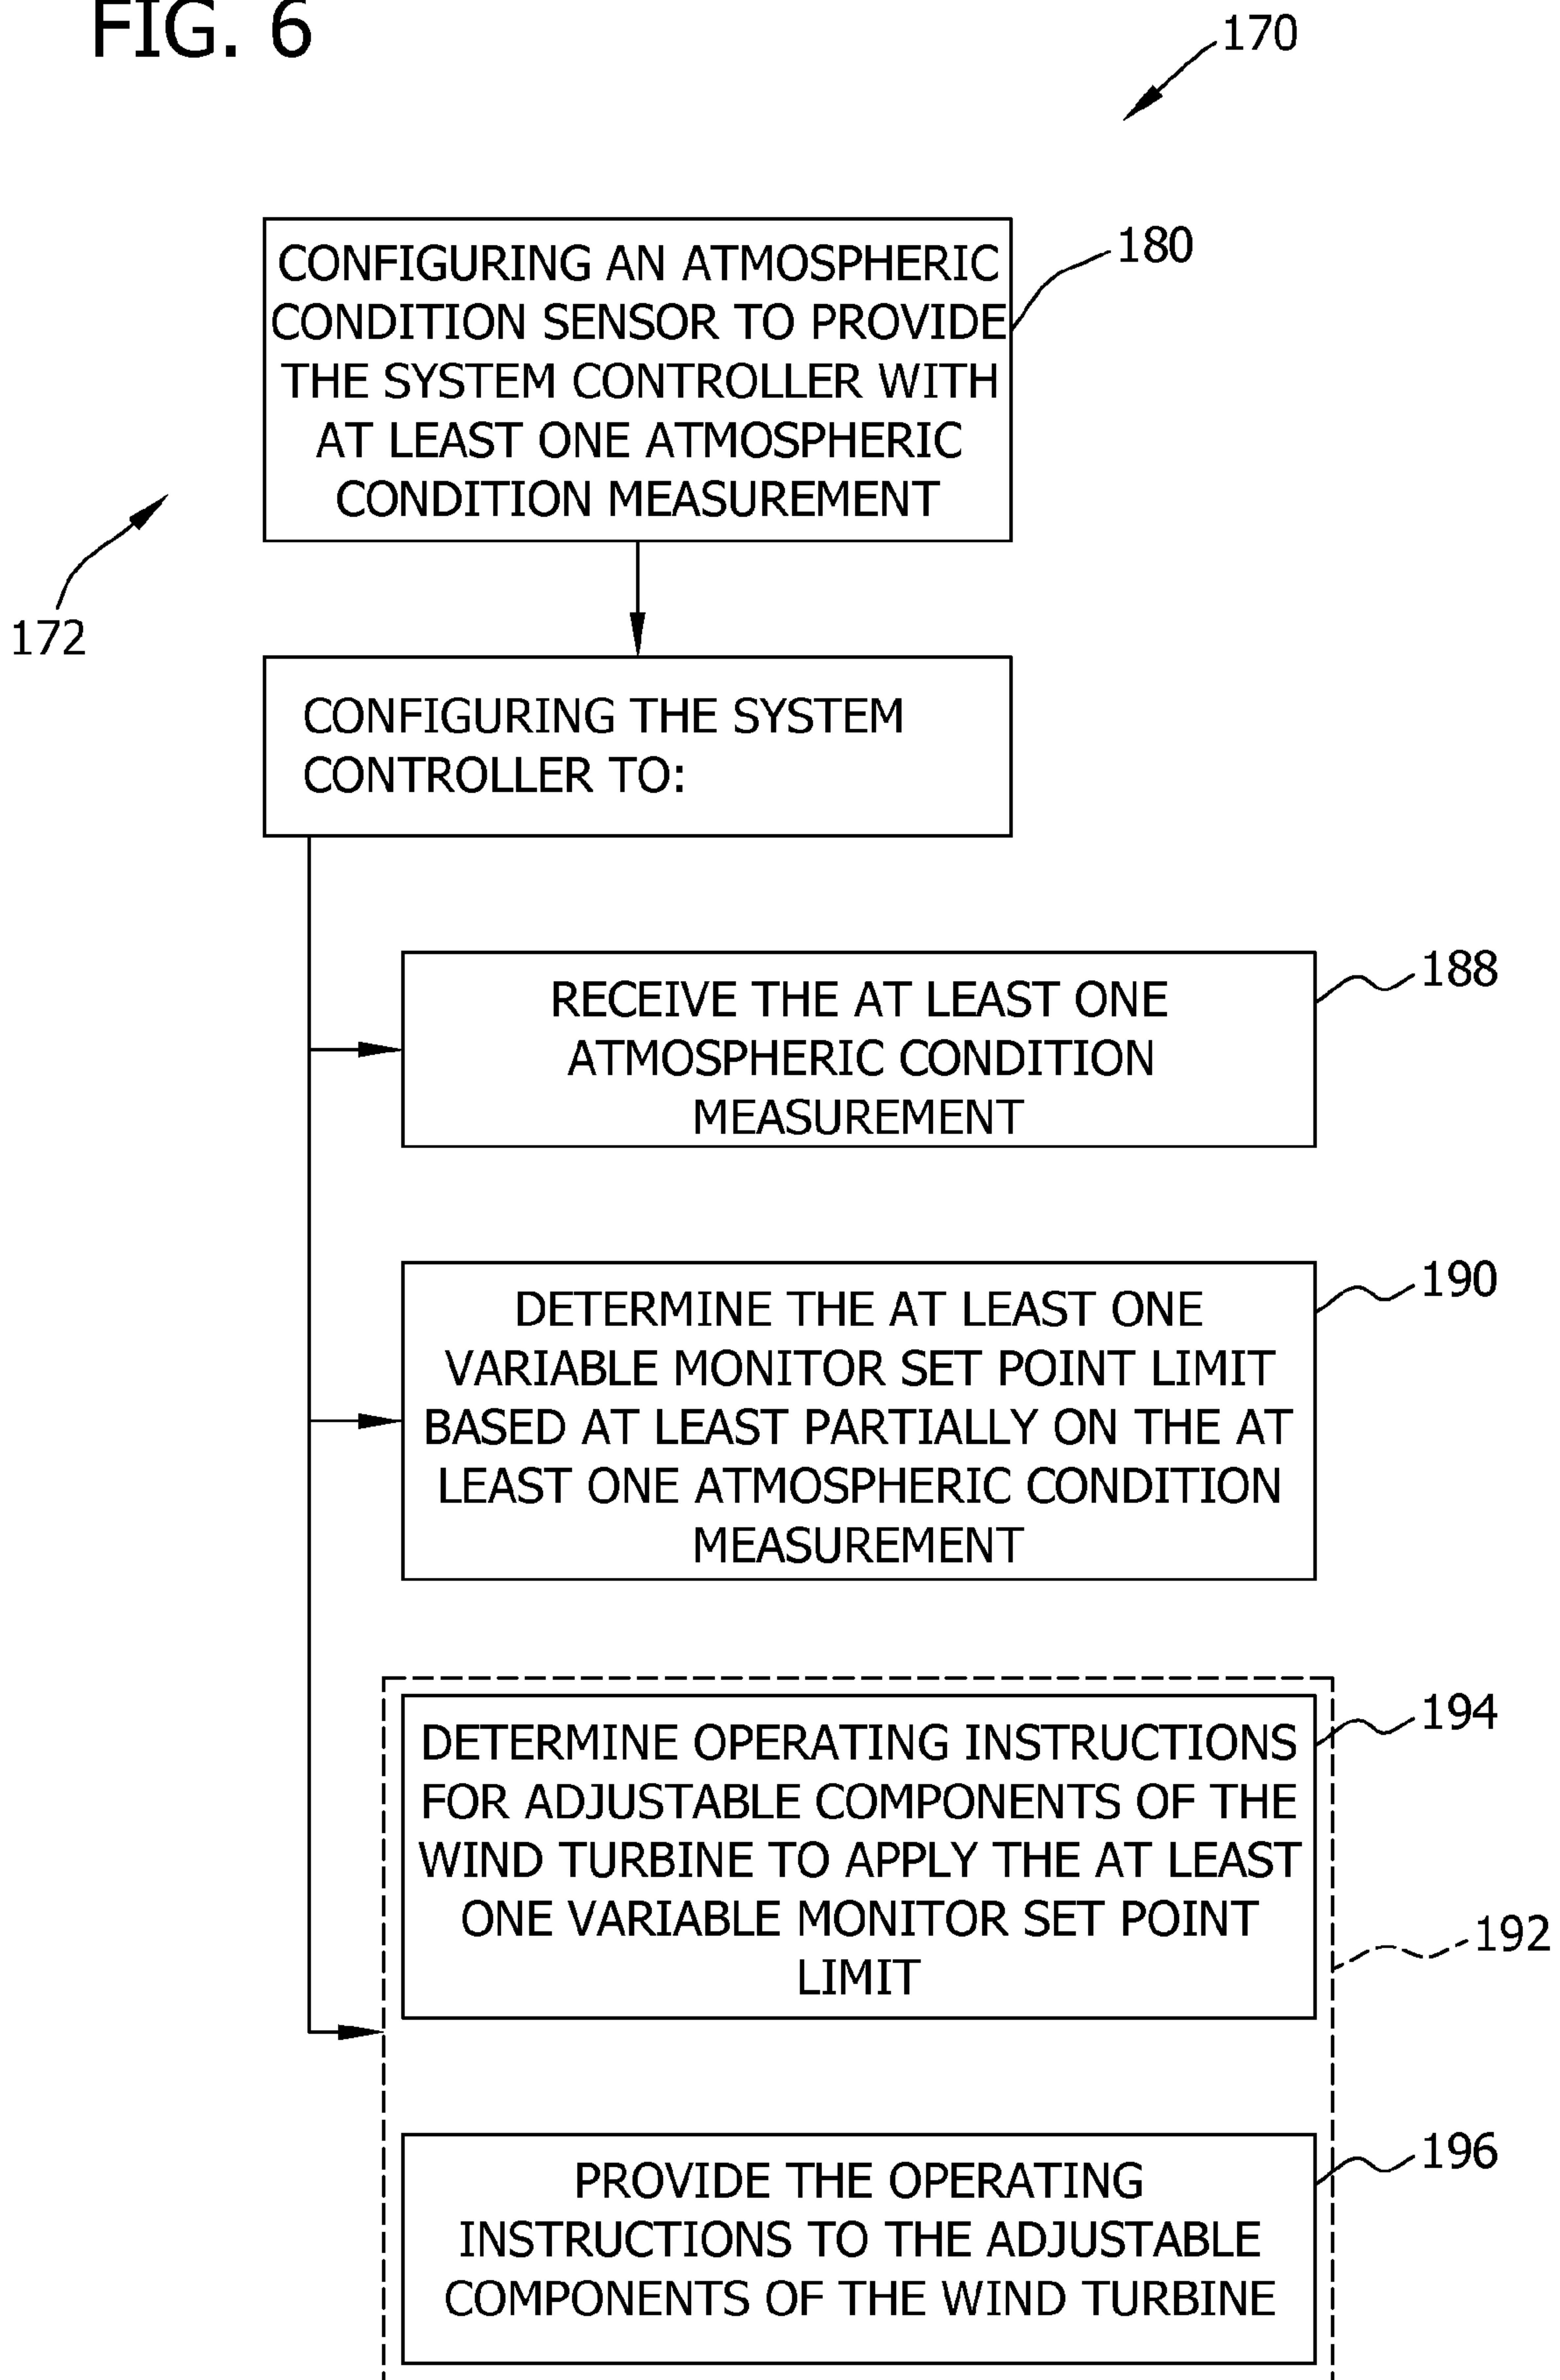 FIG. 6
170
CONFIGURING AN ATMOSPHERIC
CONDITION SENSOR TO PROVIDE
THE SYSTEM CONTROLLER WITH
AT LEAST ONE ATMOSPHERIC
CONDITION MEASUREMENT
180
172
CONFIGURING THE SYSTEM
CONTROLLER TO:
RECEIVE THE AT LEAST ONE
ATMOSPHERIC CONDITION
MEASUREMENT
188
DETERMINE THE AT LEAST ONE
VARIABLE MONITOR SET POINT LIMIT
BASED AT LEAST PARTIALLY ON THE AT
LEAST ONE ATMOSPHERIC CONDITION
MEASUREMENT
190
DETERMINE OPERATING INSTRUCTIONS
FOR ADJUSTABLE COMPONENTS OF THE
WIND TURBINE TO APPLY THE AT LEAST
ONE VARIABLE MONITOR SET POINT
LIMIT
194
192
PROVIDE THE OPERATING
INSTRUCTIONS TO THE ADJUSTABLE
COMPONENTS OF THE WIND TURBINE
196